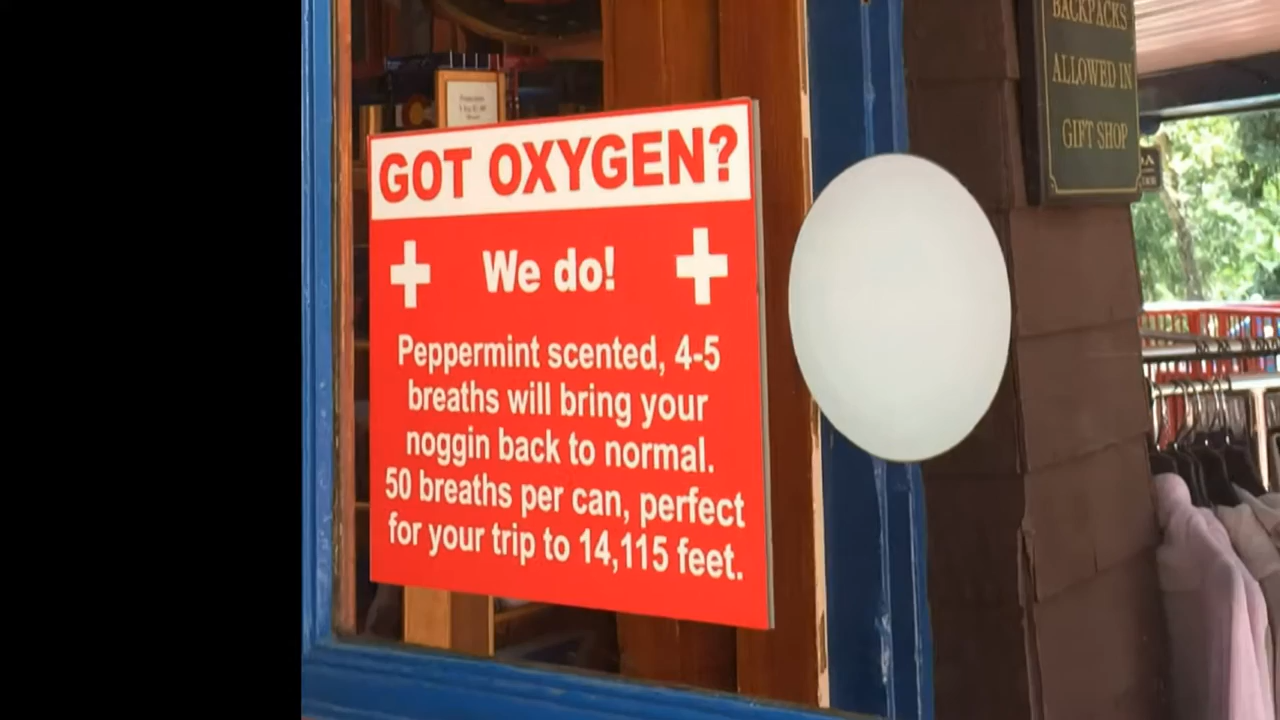 GOT OXYGEN?
We do!
Peppermint scented, 4-5
breaths will bring your
noggin back to normal.
50 breaths per can, perfect
for your trip to 14,115 feet.
BACKPACKS
ALLOWED IN
GIFT SHOP